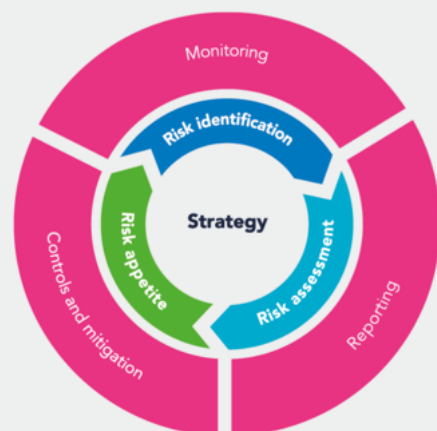 Monitoring
Risk identification
Strategy
Risk appetite
Risk assessment
Controls and mitigation
Reporting